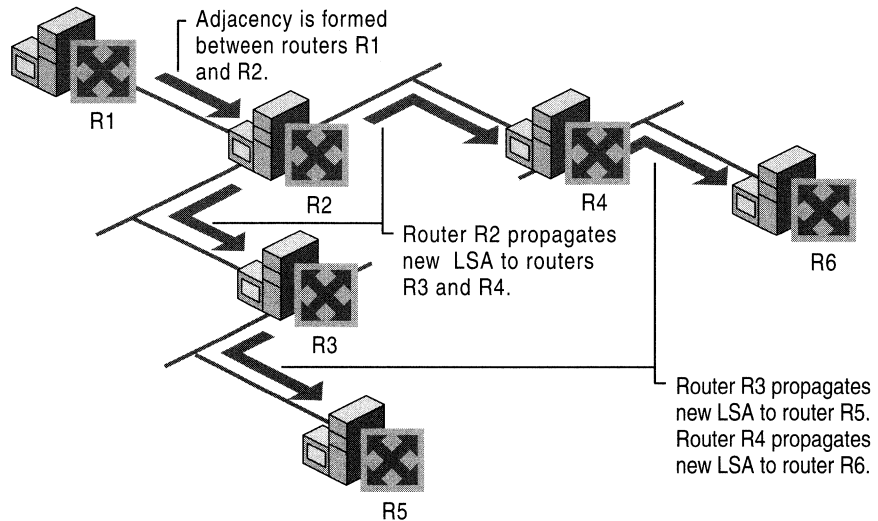 Adjacency is formed
between routers R1
and R2.
R1
R2
R4
R6
Router R2 propagates
new LSA to routers
R3 and R4.
R3
Router R3 propagates
new LSA to router R5.
Router R4 propagates
new LSA to router R6.
R5